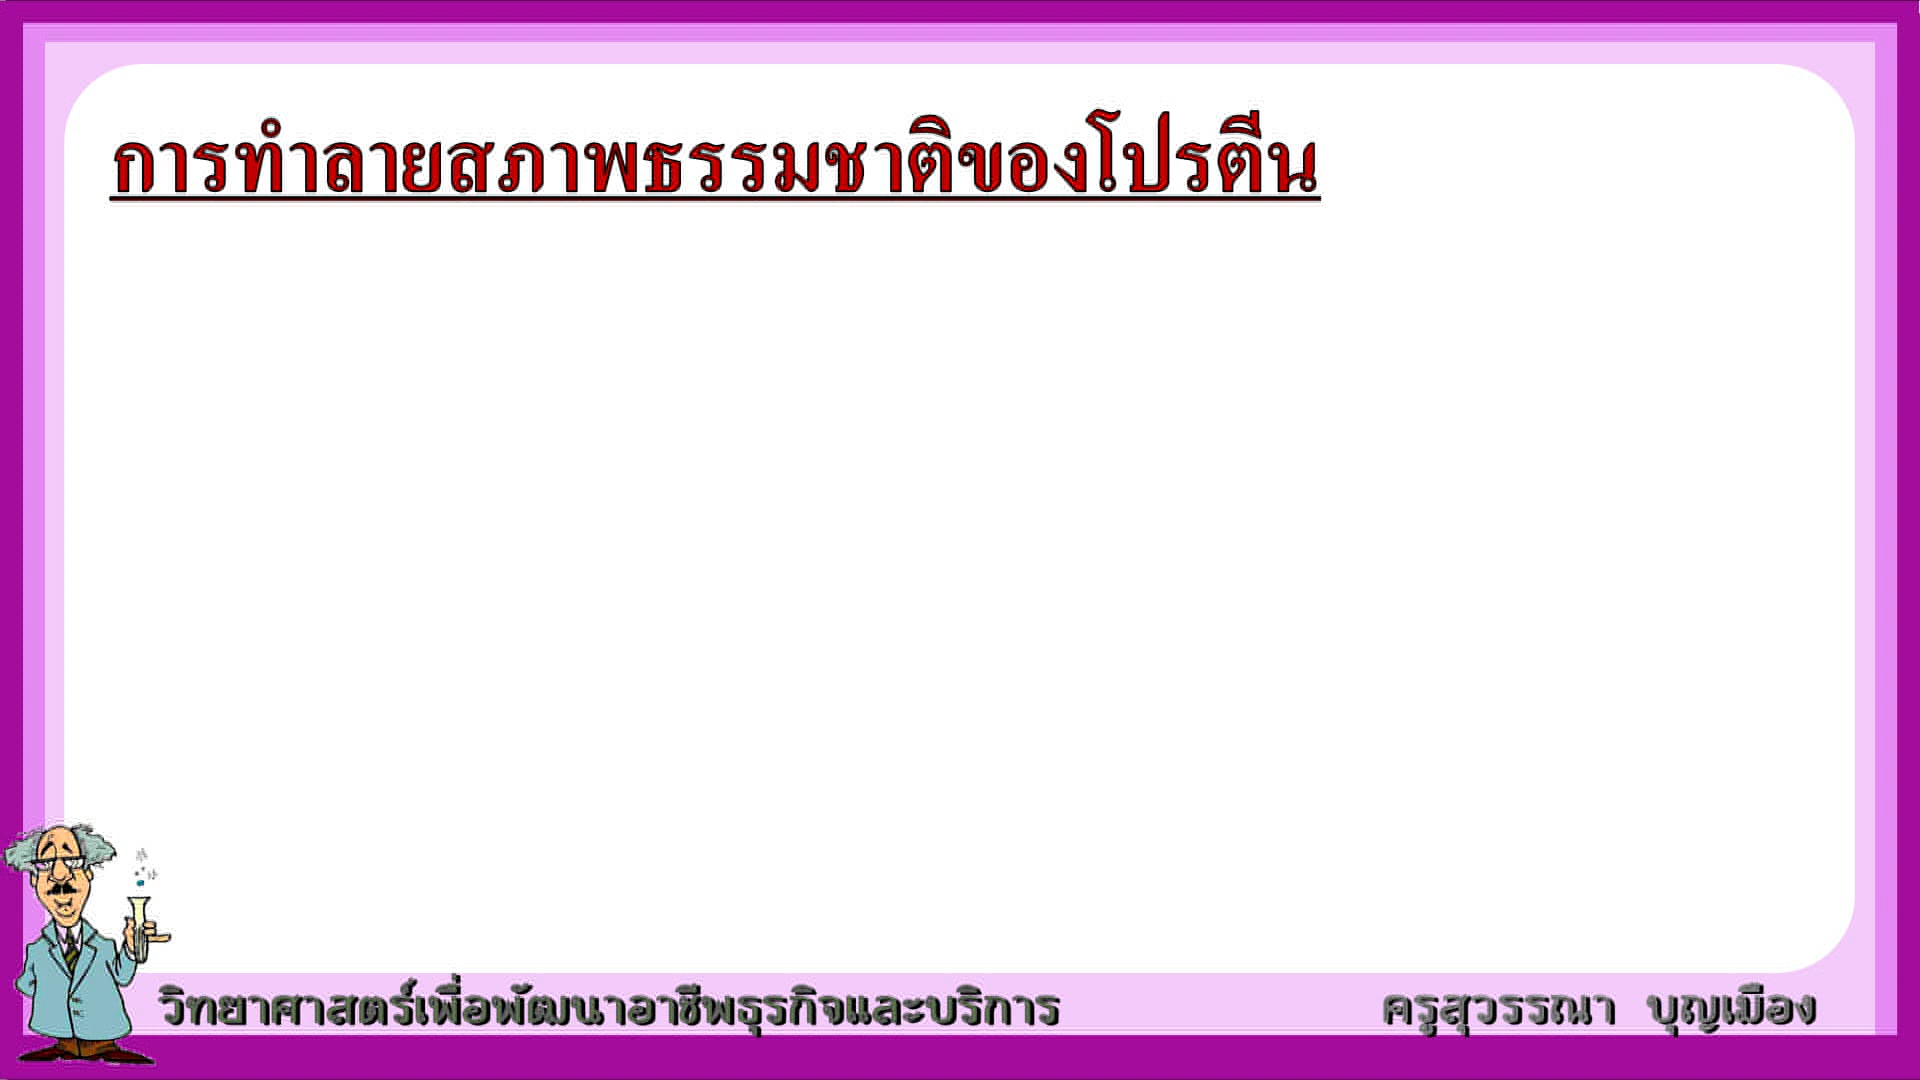 การทำลายสภาพธรรมชาติของโปรตีน
วิทยาศาสตร์เพื่อพัฒนาอาชีพธุรกิจและบริการ ครูสุวรรณา บุญเมือง